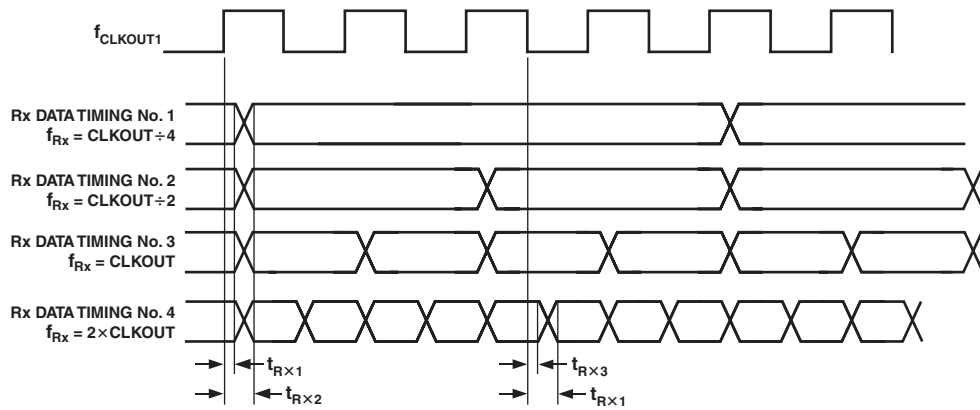 fCLKOUT1
Rx DATA TIMING No. 1
fRx = CLKOUT÷4
Rx DATA TIMING No. 2
fRx = CLKOUT÷2
Rx DATA TIMING No. 3
fRx = CLKOUT
Rx DATA TIMING No. 4
fRx = 2×CLKOUT
tR×1
tR×3
tR×2
tR×1